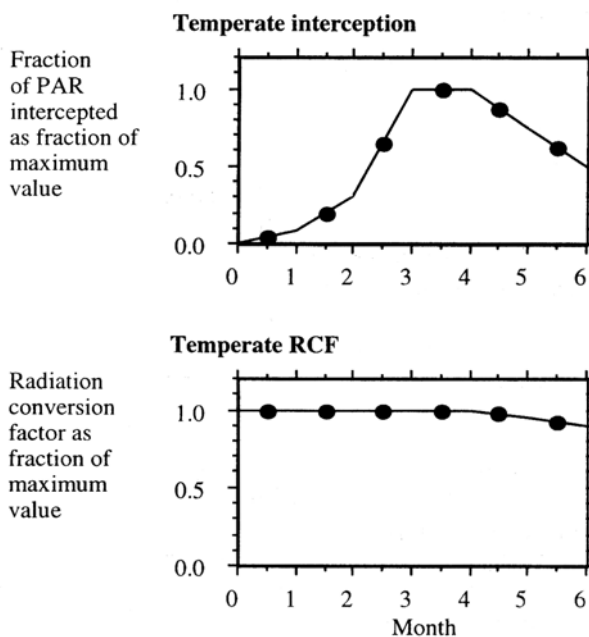 Temperate interception
Fraction
of PAR
intercepted
as fraction of
maximum
value
1.0
0.5
0.0
0 1 2 3 4 5 6
Temperate RCF
Radiation
conversion
factor as
fraction of
maximum
value
1.0
0.5
0.0
0 1 2 3 4 5 6
Month